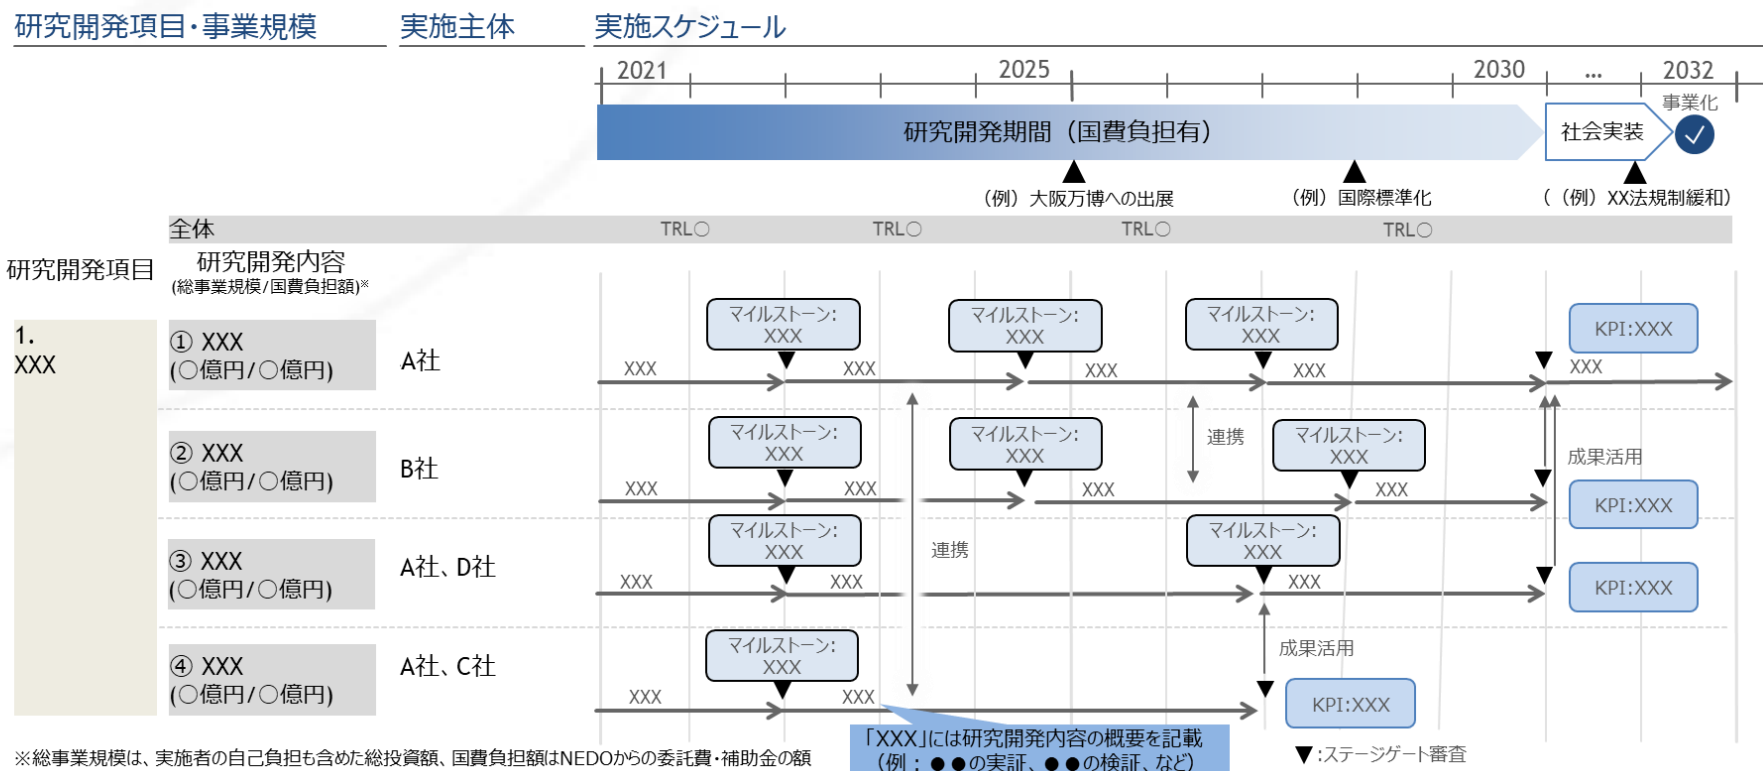 研究開発項目・事業規模
実施主体
実施スケジュール
2021
2025
2030
...
2032
事業化
研究開発期間（国費負担有）
社会実装
（例）大阪万博への出展
（例）国際標準化
（（例）XX法規制緩和）
全体
TRL○
TRL○
TRL○
TRL○
研究開発項目
研究開発内容
(総事業規模/国費負担額)※
1.
XXX
① XXX
(○億円/○億円)
A社
マイルストーン:
XXX
マイルストーン:
XXX
マイルストーン:
XXX
KPI:XXX
XXX
XXX
XXX
XXX
XXX
② XXX
(○億円/○億円)
B社
マイルストーン:
XXX
マイルストーン:
XXX
連携
マイルストーン:
XXX
成果活用
XXX
XXX
XXX
XXX
KPI:XXX
③ XXX
(○億円/○億円)
A社、D社
マイルストーン:
XXX
連携
マイルストーン:
XXX
XXX
XXX
XXX
KPI:XXX
④ XXX
(○億円/○億円)
A社、C社
マイルストーン:
XXX
成果活用
XXX
XXX
KPI:XXX
「XXX」には研究開発内容の概要を記載
（例：●●の実証、●●の検証、など）
▼:ステージゲート審査
※総事業規模は、実施者の自己負担も含めた総投資額、国費負担額はNEDOからの委託費・補助金の額